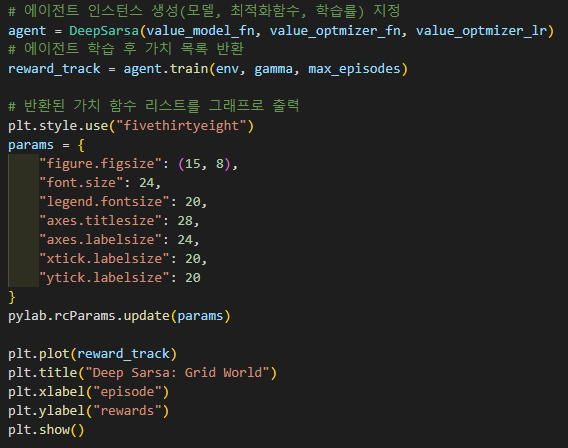 # 에이전트 인스턴스 생성(모델, 최적화함수, 학습률) 지정
agent = DeepSarsa(value_model_fn, value_optmizer_fn, value_optmizer_lr)
# 에이전트 학습 후 가치 목록 반환
reward_track = agent.train(env, gamma, max_episodes)

# 반환된 가치 함수 리스트를 그래프로 출력
plt.style.use("fivethirtyeight")
params = {
    "figure.figsize": (15, 8),
    "font.size": 24,
    "legend.fontsize": 20,
    "axes.titlesize": 28,
    "axes.labelsize": 24,
    "xtick.labelsize": 20,
    "ytick.labelsize": 20
}
pylab.rcParams.update(params)

plt.plot(reward_track)
plt.title("Deep Sarsa: Grid World")
plt.xlabel("episode")
plt.ylabel("rewards")
plt.show()